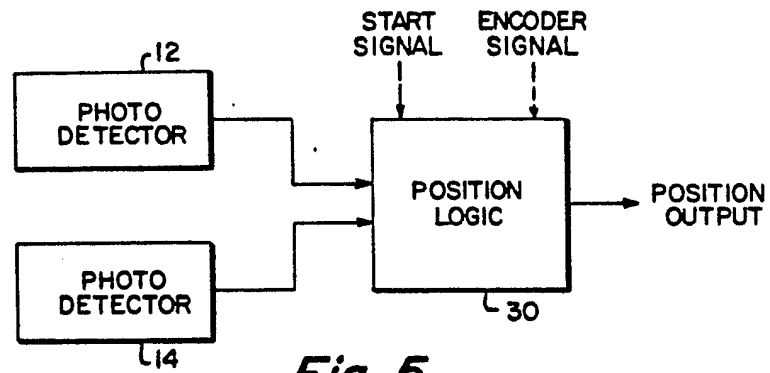 START
SIGNAL
ENCODER
SIGNAL
12
PHOTO
DETECTOR
POSITION
LOGIC
POSITION
OUTPUT
PHOTO
DETECTOR
30
14
Fig. 5